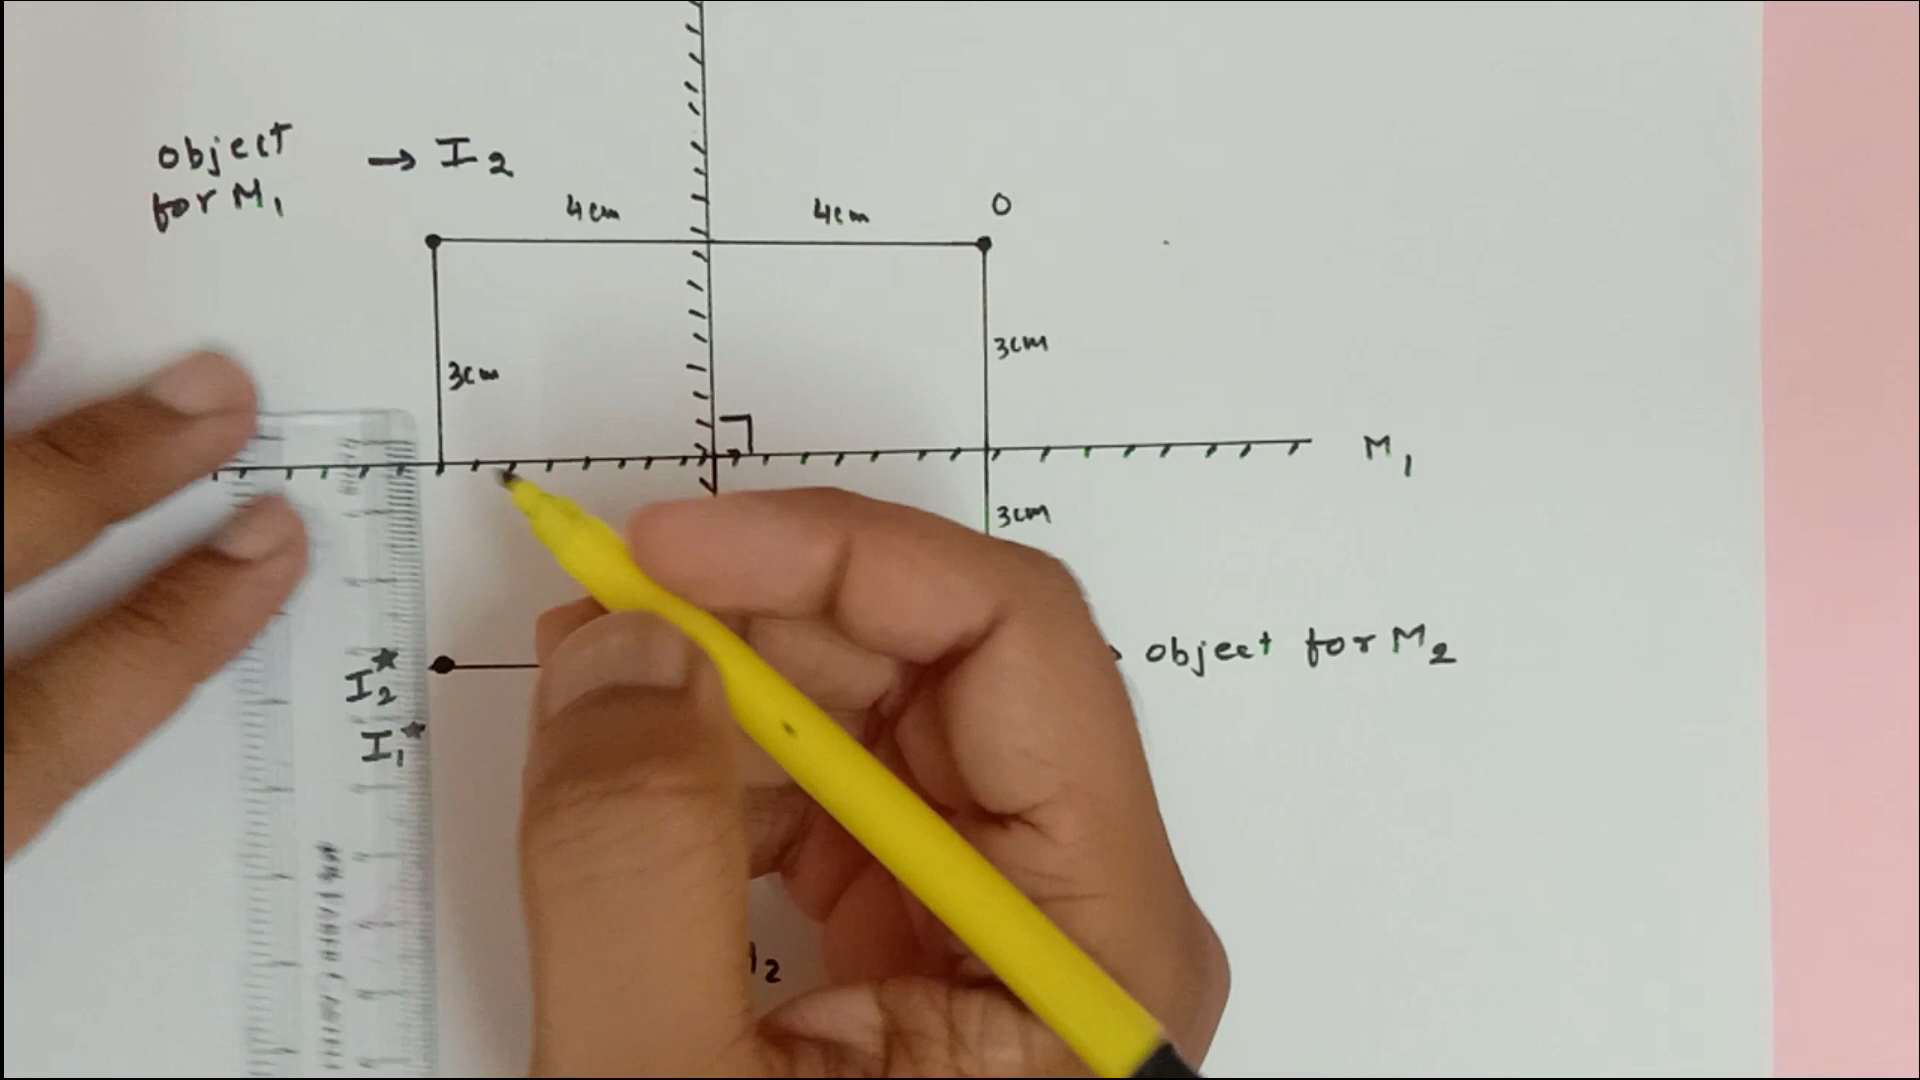 object
for M1
→ I2
4cm
4cm
O
3cm
3cm
M1
3cm
→ object for M2
I2*
I1*